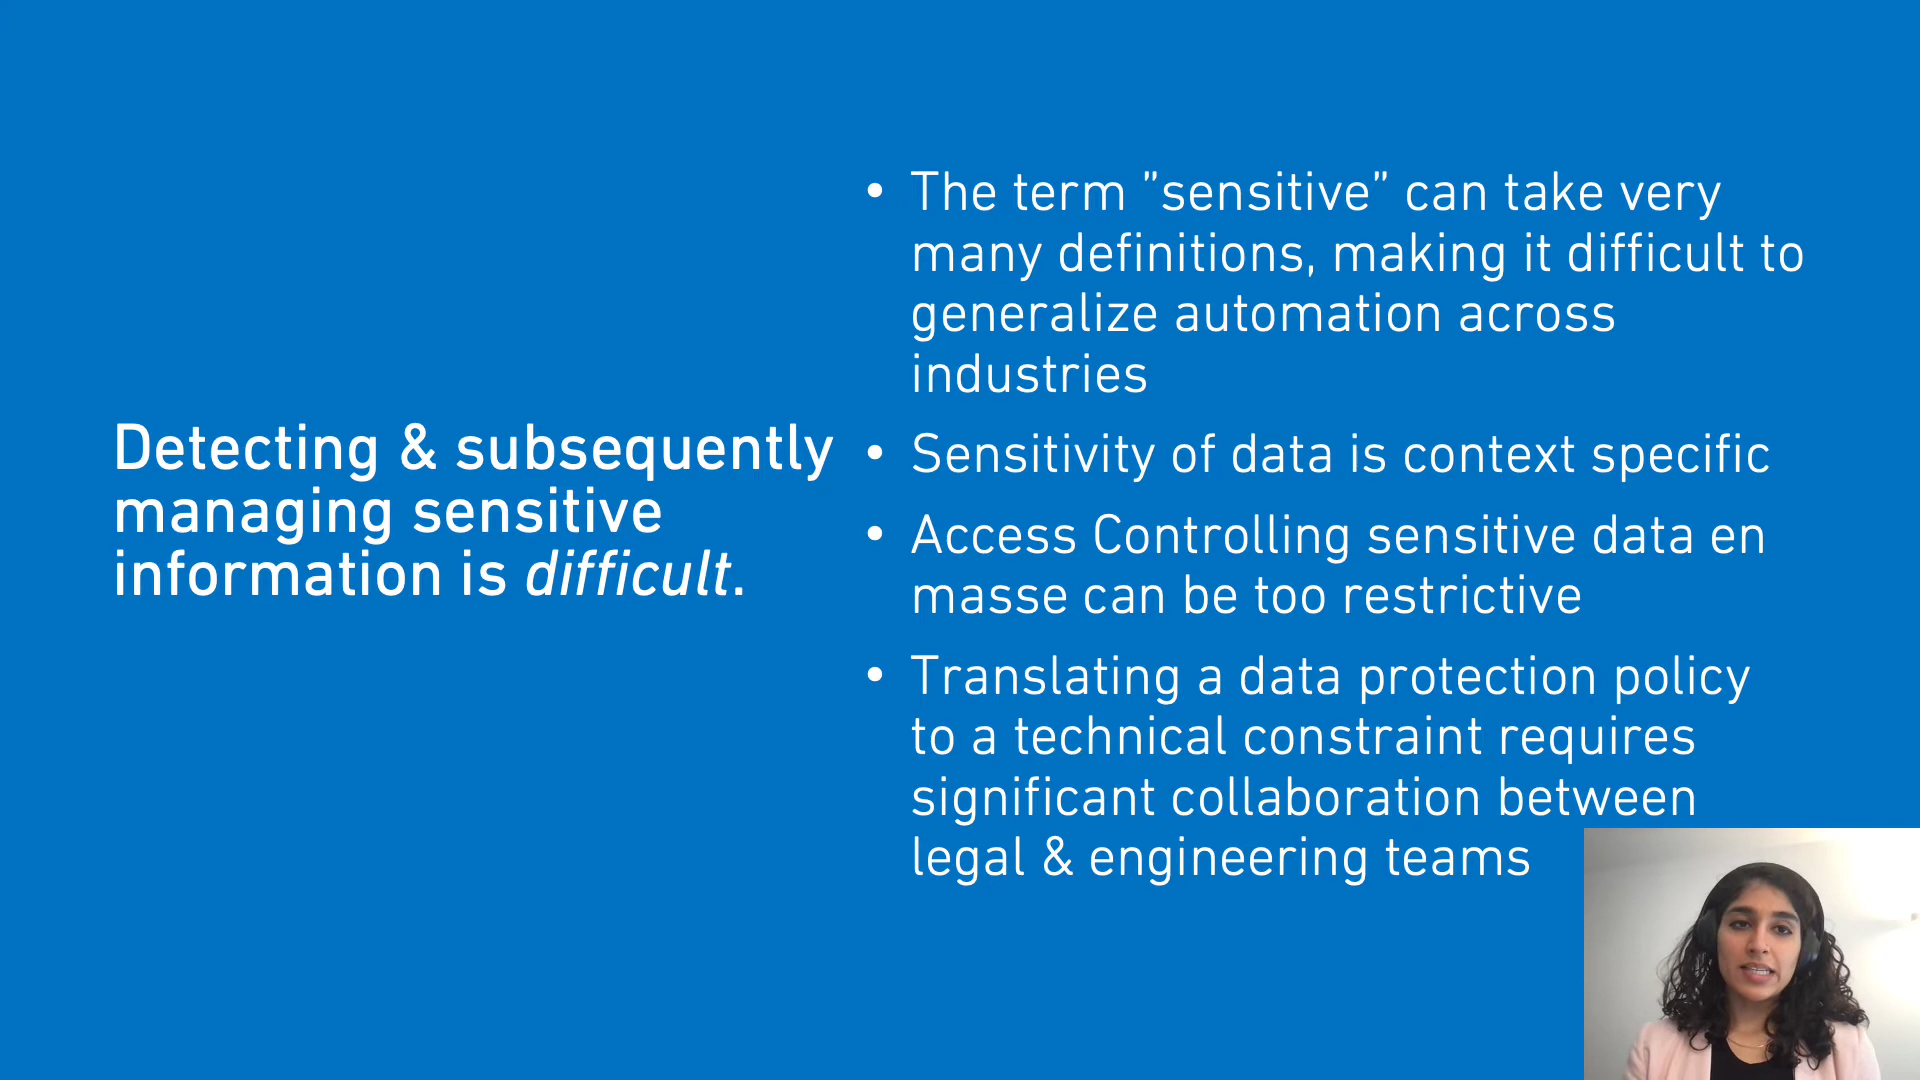 Detecting & subsequently
managing sensitive
information is difficult.
• The term ”sensitive” can take very
many definitions, making it difficult to
generalize automation across
industries
• Sensitivity of data is context specific
• Access Controlling sensitive data en
masse can be too restrictive
• Translating a data protection policy
to a technical constraint requires
significant collaboration between
legal & engineering teams